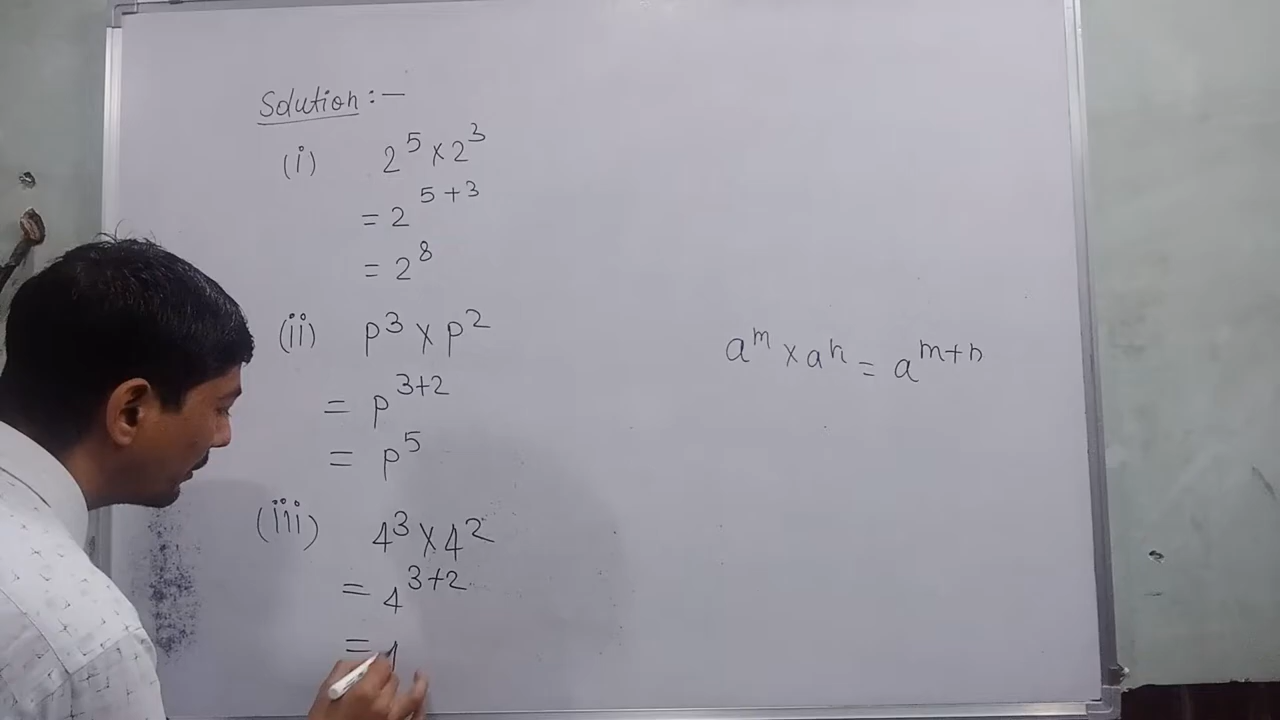 Solution :-
(i) 2⁵ × 2³
= 2⁵⁺³
= 2⁸
(ii) p³ × p²
= p³⁺²
= p⁵
(iii) 4³ × 4²
= 4³⁺²
=
aᵐ × aⁿ = aᵐ⁺ⁿ